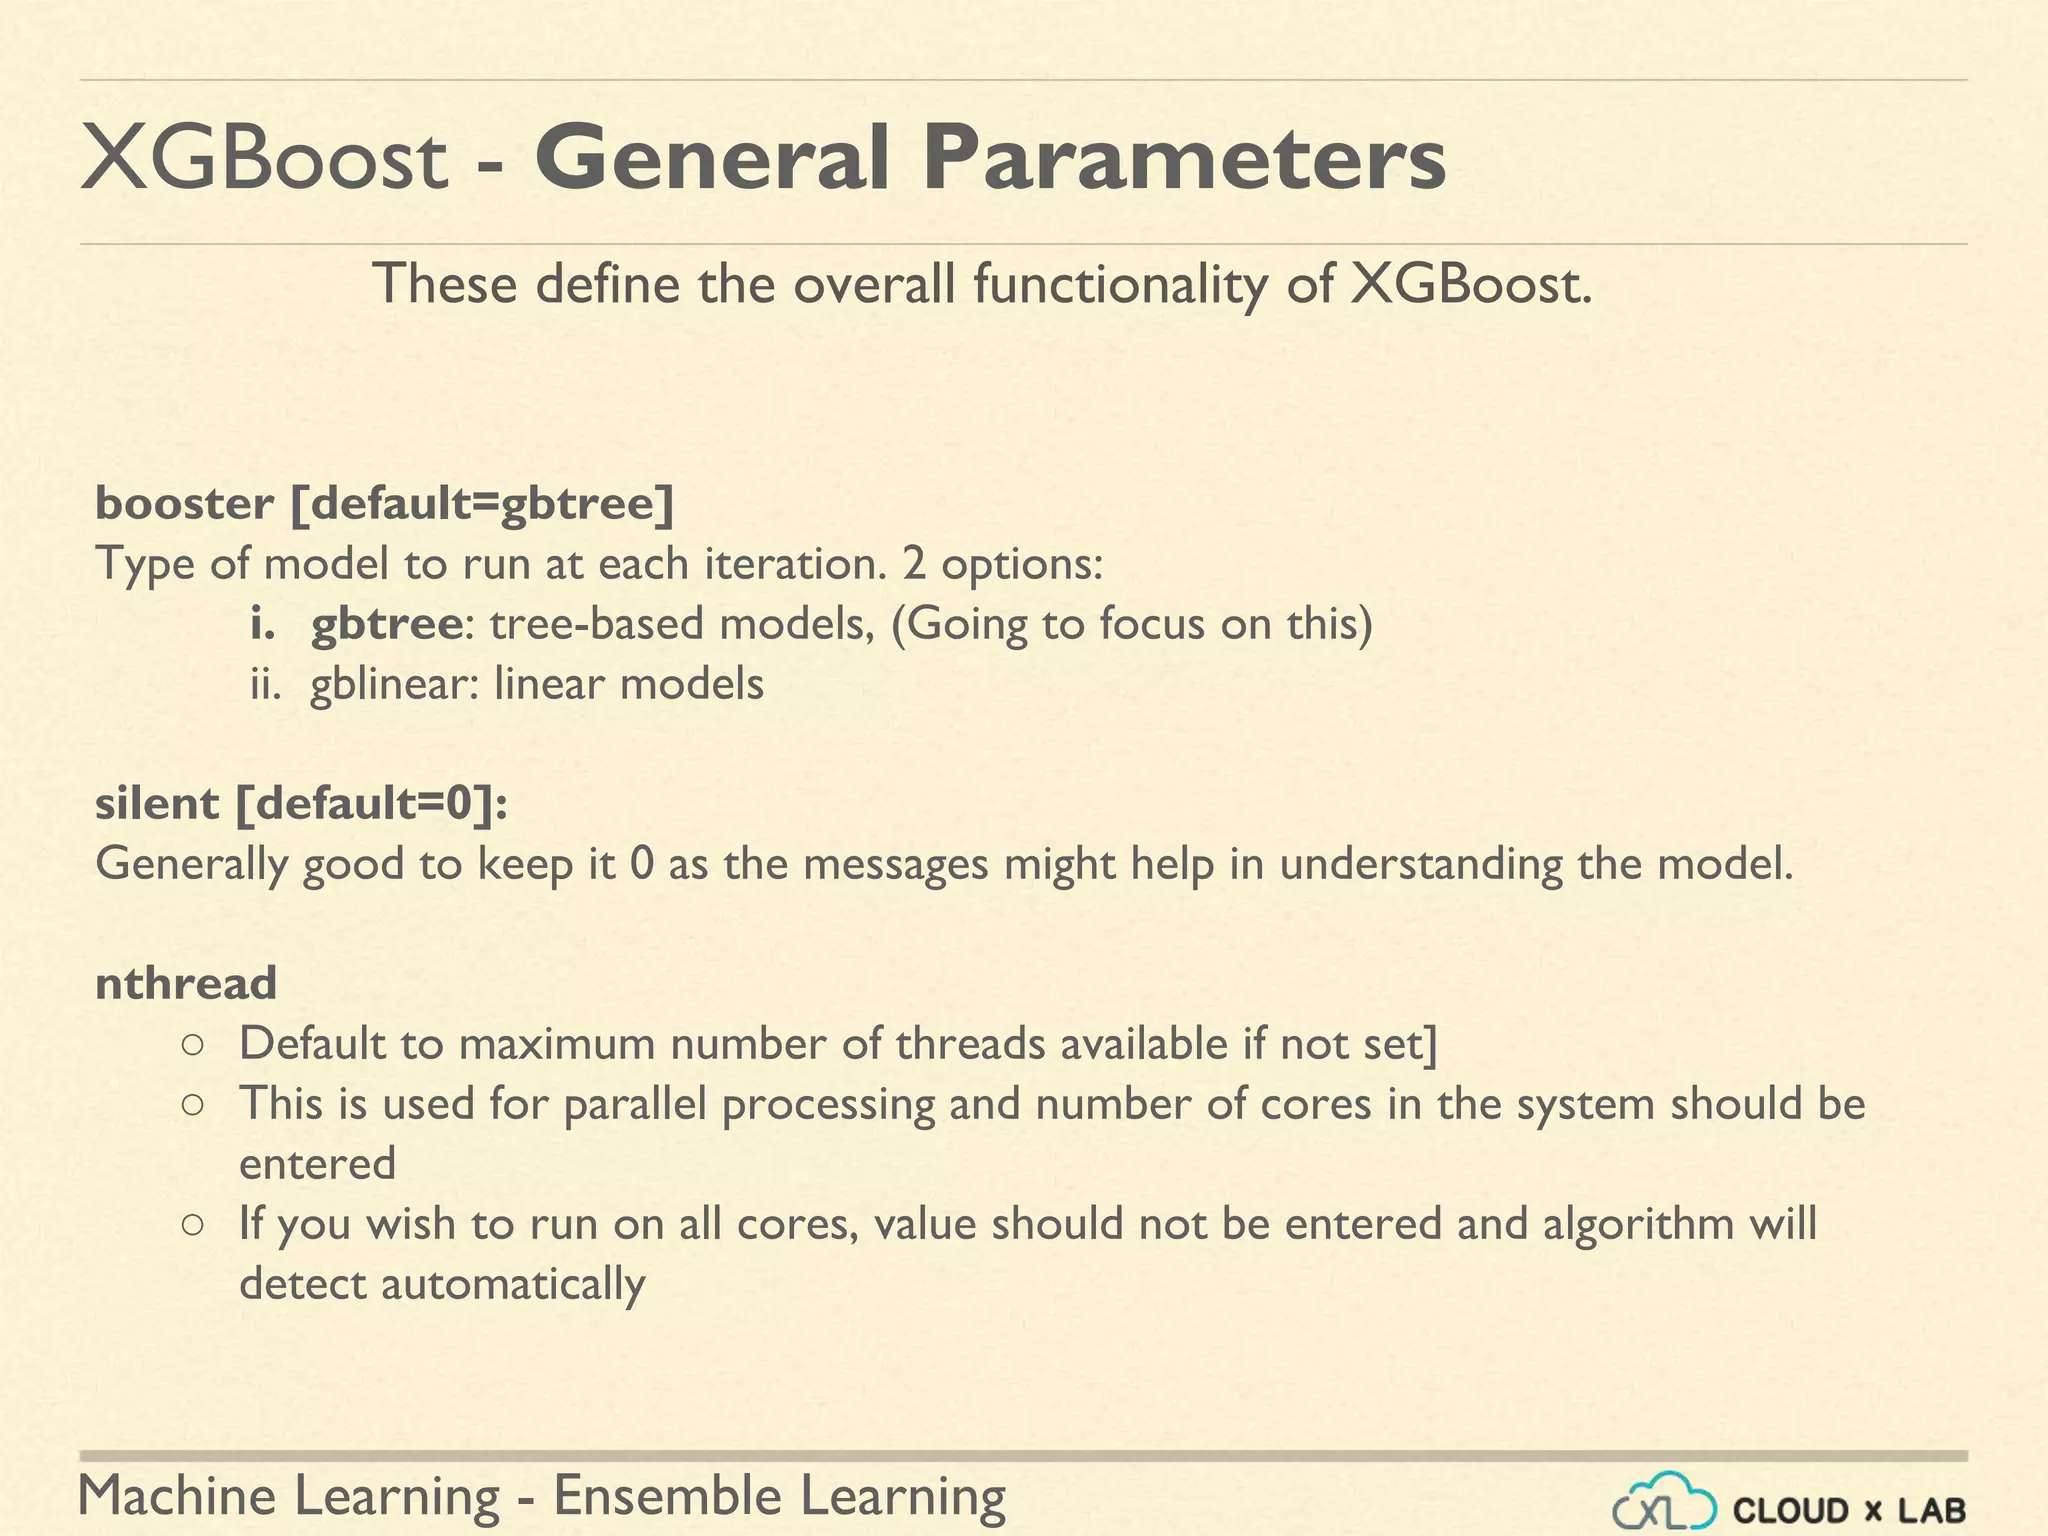 XGBoost - General Parameters
These define the overall functionality of XGBoost.
booster [default=gbtree]
Type of model to run at each iteration. 2 options:
i. gbtree: tree-based models, (Going to focus on this)
ii. gblinear: linear models
silent [default=0]:
Generally good to keep it 0 as the messages might help in understanding the model.
nthread
○ Default to maximum number of threads available if not set]
○ This is used for parallel processing and number of cores in the system should be
entered
○ If you wish to run on all cores, value should not be entered and algorithm will
detect automatically
Machine Learning - Ensemble Learning
CXL CLOUD x LAB